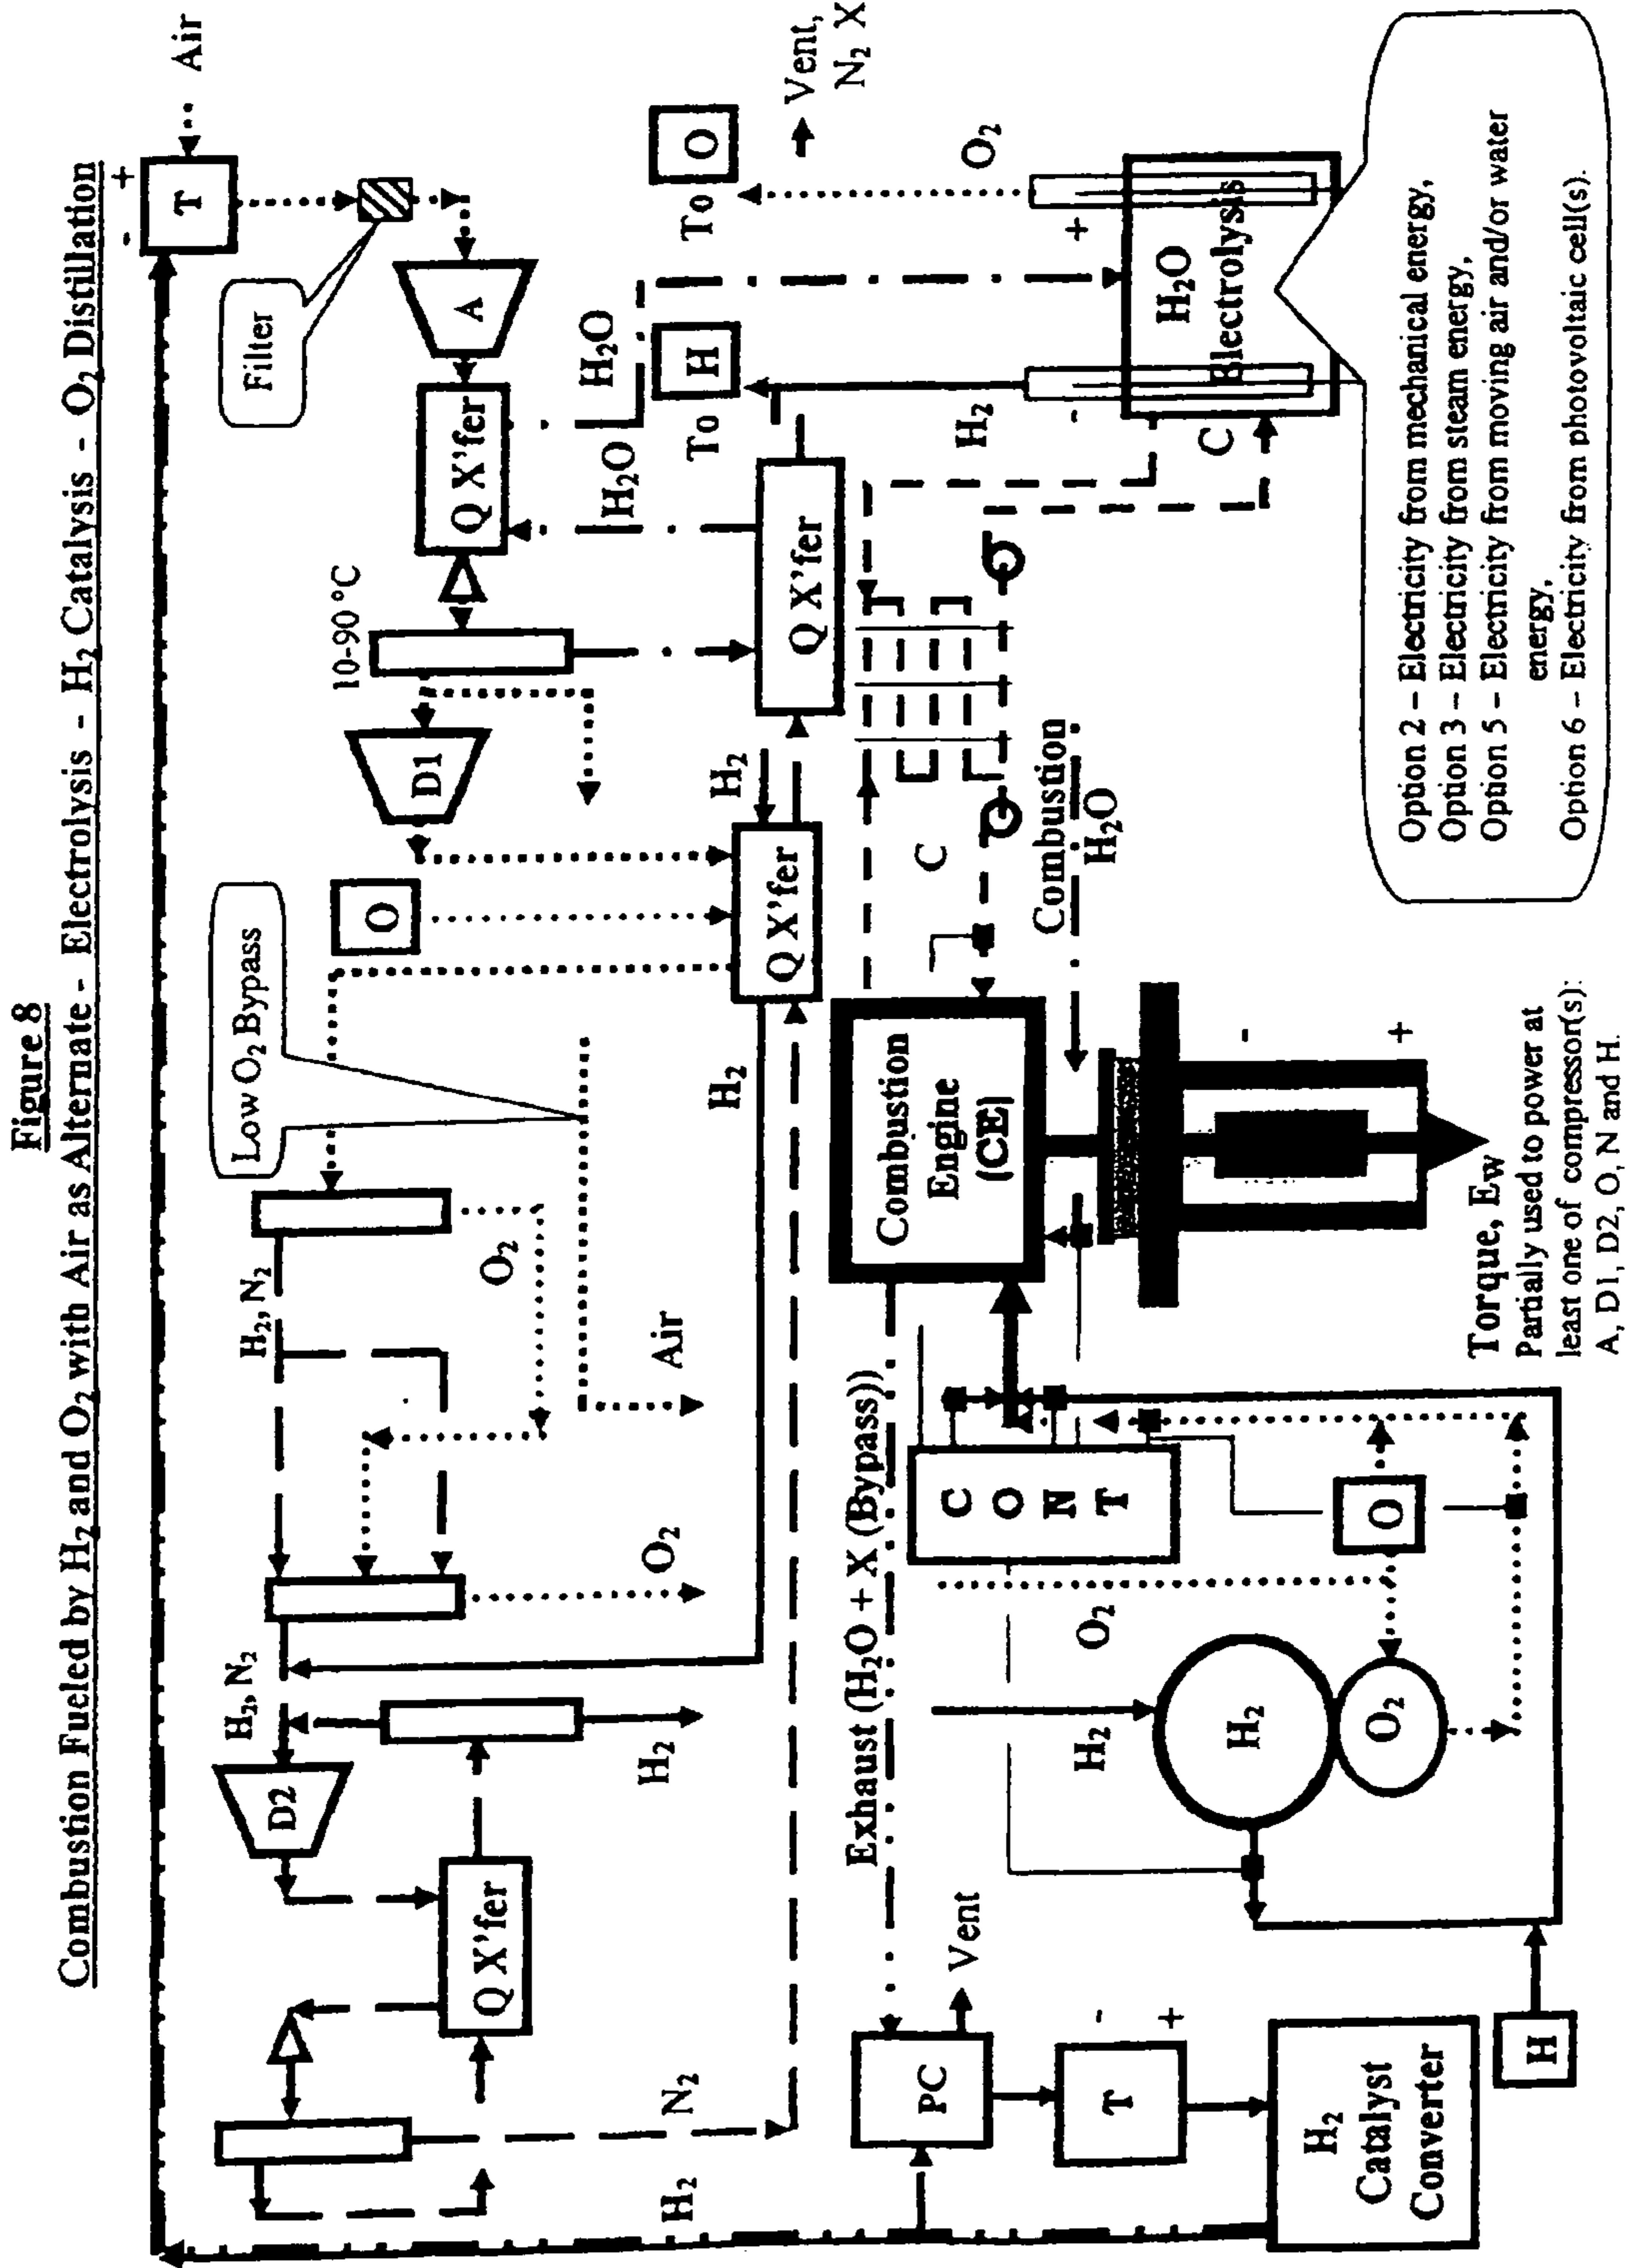 Figure 8
Combustion Fueled by H2 and O2 with Air as Alternate - Electrolysis - H2 Catalysis - O2 Distillation
- +
T
Air
Filter
A
Q X'fer
10-90 °C
D1
O
Low O2 Bypass
H2, N2
O2
Air
H2, N2
O2
D2
H2
Q X'fer
N2
H2
H2O
H2O
To H
To O
Vent,
N2 X
Q X'fer
H2
Q X'fer
H2
H2
O2
- +
H2O
Electrolysis
C
C
Combustion
H2O
Combustion
Engine
(CE)
-
+
Exhaust (H2O + X (Bypass))
C
O
N
T
O2
O
H2
H2
O2
Vent
PC
T
-
+
H2
Catalyst
Converter
H
Torque, Ew
Partially used to power at
least one of compressor(s):
A, D1, D2, O, N and H.
Option 2 – Electricity from mechanical energy,
Option 3 – Electricity from steam energy,
Option 5 – Electricity from moving air and/or water
energy,
Option 6 – Electricity from photovoltaic cell(s).